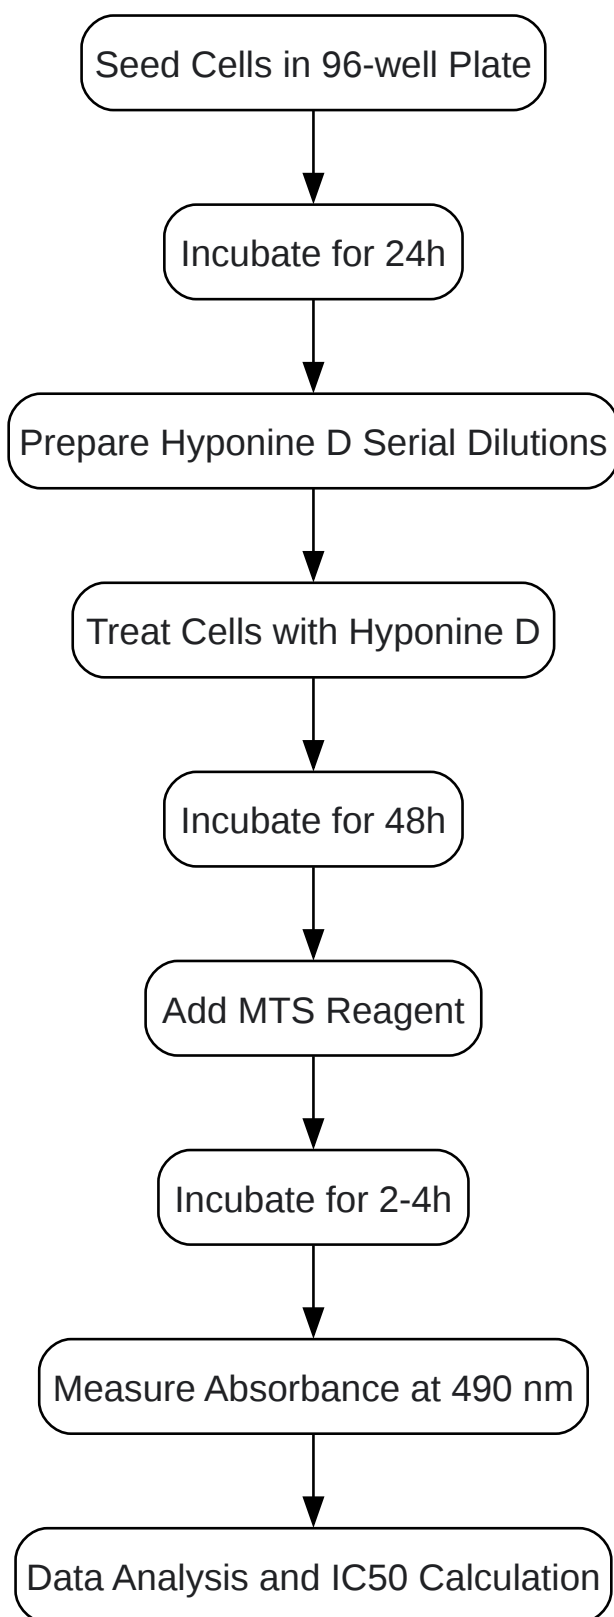 Seed Cells in 96-well Plate
Incubate for 24h
Prepare Hyponine D Serial Dilutions
Treat Cells with Hyponine D
Incubate for 48h
Add MTS Reagent
Incubate for 2-4h
Measure Absorbance at 490 nm
Data Analysis and IC50 Calculation